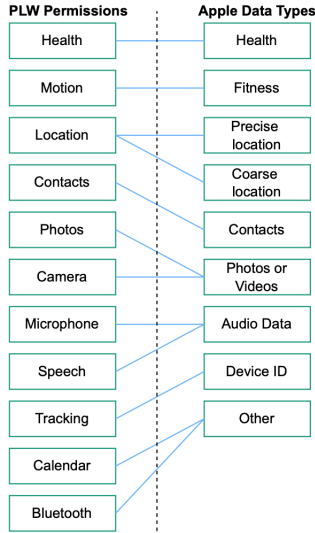 PLW Permissions
Apple Data Types
Health
Health
Motion
Fitness
Location
Precise
location
Contacts
Coarse
location
Photos
Contacts
Camera
Photos or
Videos
Microphone
Audio Data
Speech
Device ID
Tracking
Other
Calendar
Bluetooth